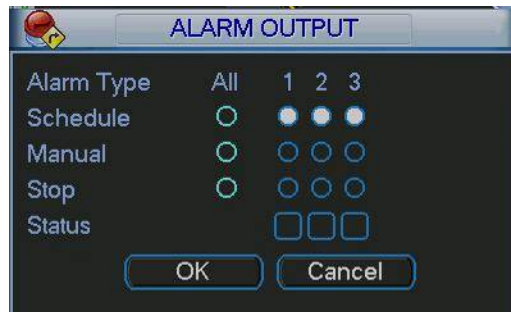 ALARM OUTPUT
Alarm Type All 1 2 3
Schedule
Manual
Stop
Status
OK Cancel